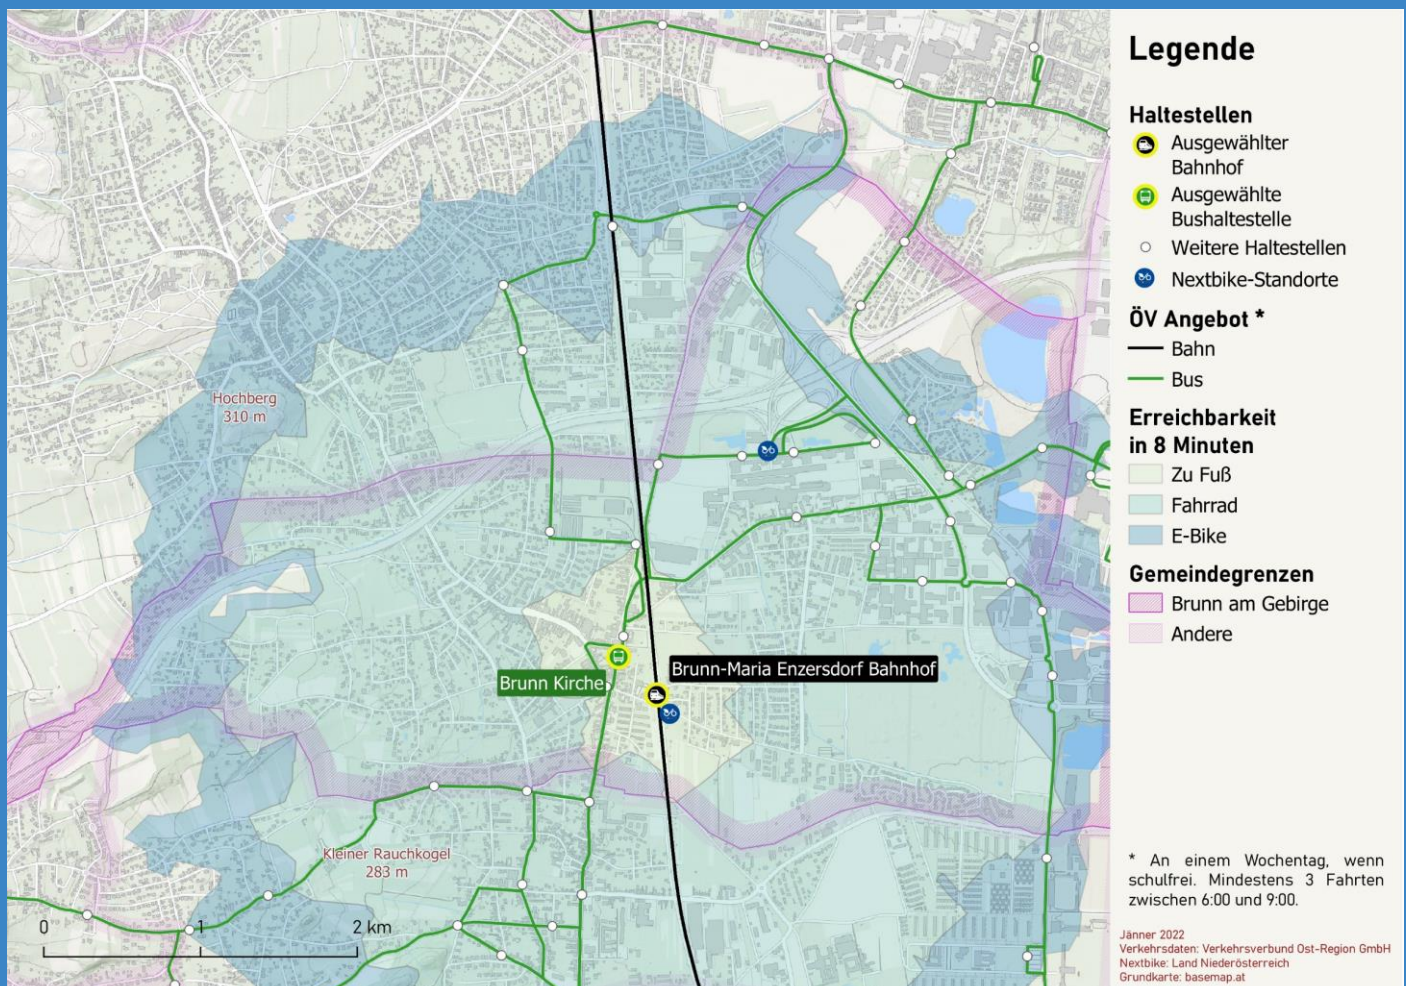 Hochberg
310 m
Brunn Kirche
Brunn-Maria Enzersdorf Bahnhof
Kleiner Rauchkogel
283 m
0 1 2 km
Legende
Haltestellen
Ausgewählter
Bahnhof
Ausgewählte
Bushaltestelle
Weitere Haltestellen
Nextbike-Standorte
ÖV Angebot *
Bahn
Bus
Erreichbarkeit
in 8 Minuten
Zu Fuß
Fahrrad
E-Bike
Gemeindegrenzen
Brunn am Gebirge
Andere
* An einem Wochentag, wenn
schulfrei. Mindestens 3 Fahrten
zwischen 6:00 und 9:00.
Jänner 2022
Verkehrsdaten: Verkehrsverbund Ost-Region GmbH
Nextbike: Land Niederösterreich
Grundkarte: basemap.at